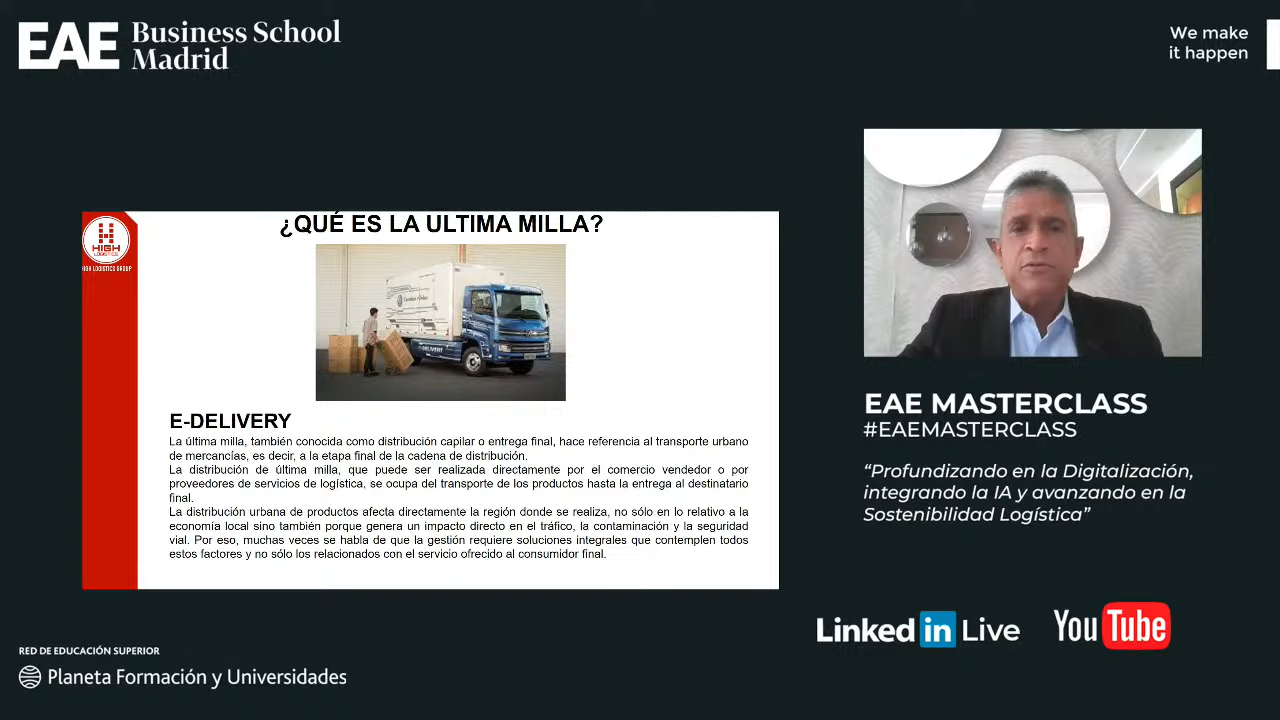 EAE Business School
Madrid
We make
it happen
HIGH
LOGISTICS
HIGH LOGISTICS GROUP
¿QUÉ ES LA ULTIMA MILLA?
E-DELIVERY
La última milla, también conocida como distribución capilar o entrega final, hace referencia al transporte urbano
de mercancías, es decir, a la etapa final de la cadena de distribución.
La distribución de última milla, que puede ser realizada directamente por el comercio vendedor o por
proveedores de servicios de logística, se ocupa del transporte de los productos hasta la entrega al destinatario
final.
La distribución urbana de productos afecta directamente la región donde se realiza, no sólo en lo relativo a la
economía local sino también porque genera un impacto directo en el tráfico, la contaminación y la seguridad
vial. Por eso, muchas veces se habla de que la gestión requiere soluciones integrales que contemplen todos
estos factores y no sólo los relacionados con el servicio ofrecido al consumidor final.
EAE MASTERCLASS
#EAEMASTERCLASS
“Profundizando en la Digitalización,
integrando la IA y avanzando en la
Sostenibilidad Logística”
Linked in Live
YouTube
RED DE EDUCACIÓN SUPERIOR
Planeta Formación y Universidades